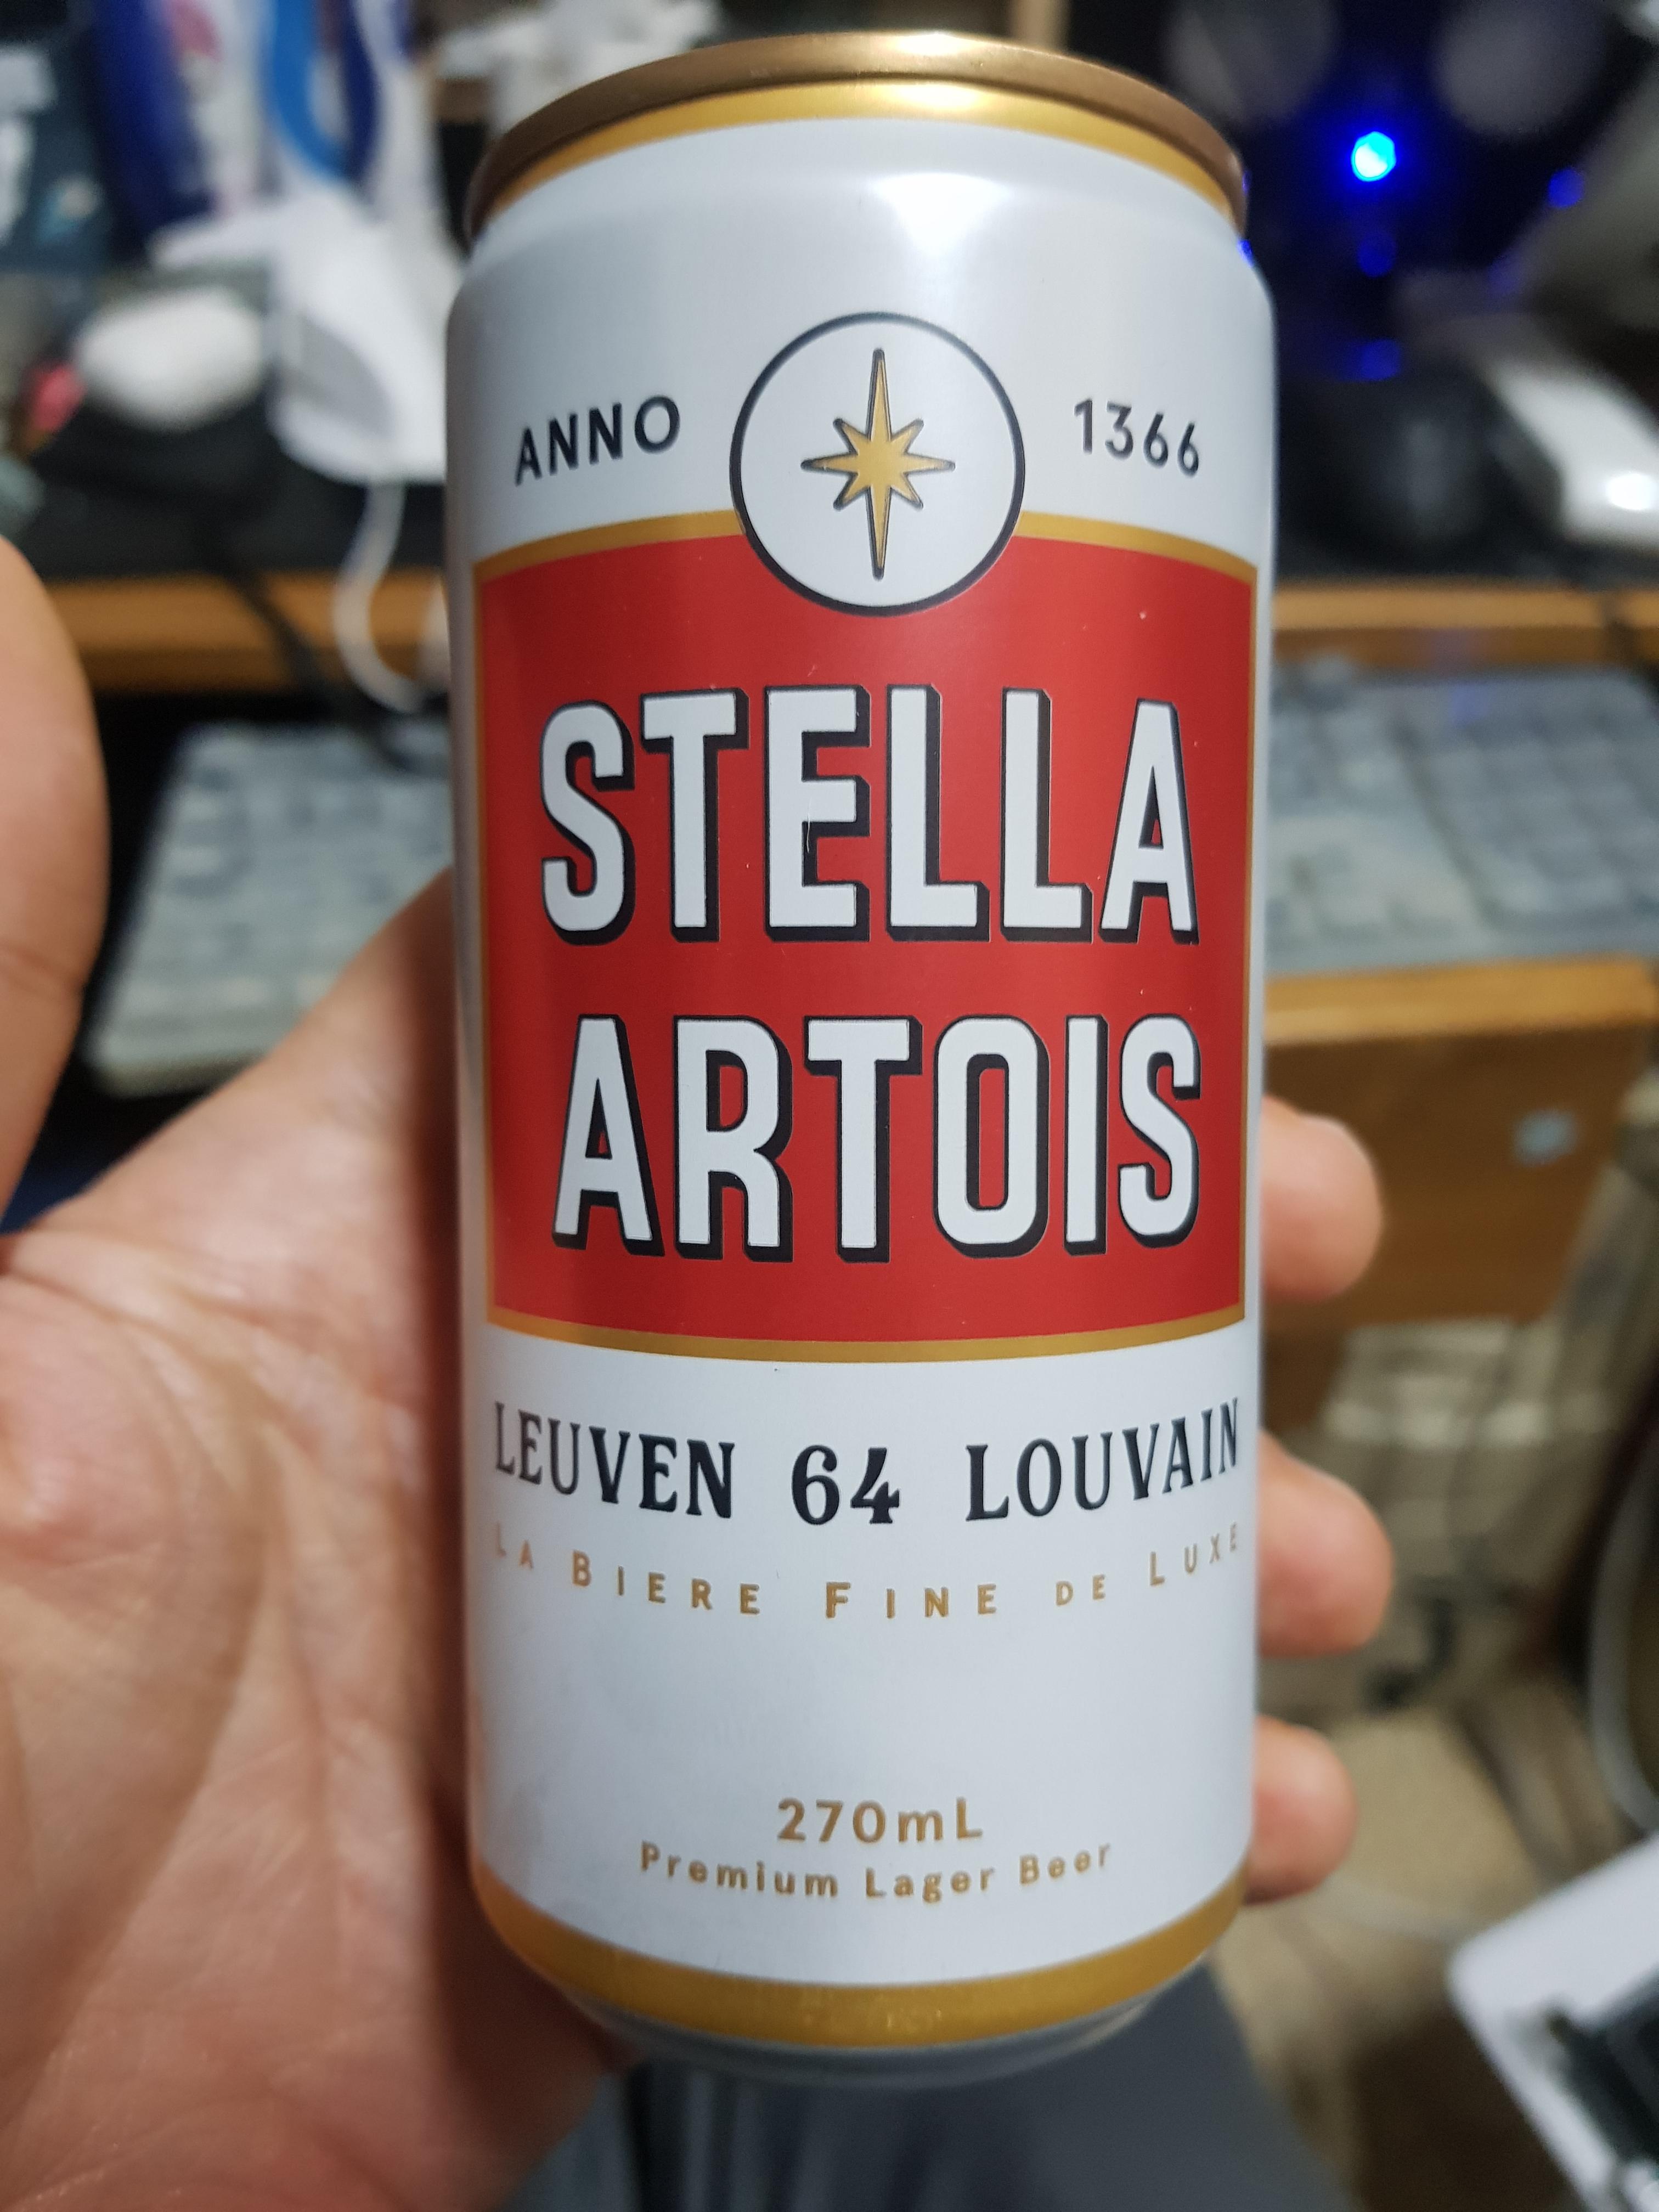 ANNO 1366
STELLA
ARTOIS
LEUVEN 64 LOUVAIN
LA BIERE FINE DE LUXE
270mL
Premium Lager Beer